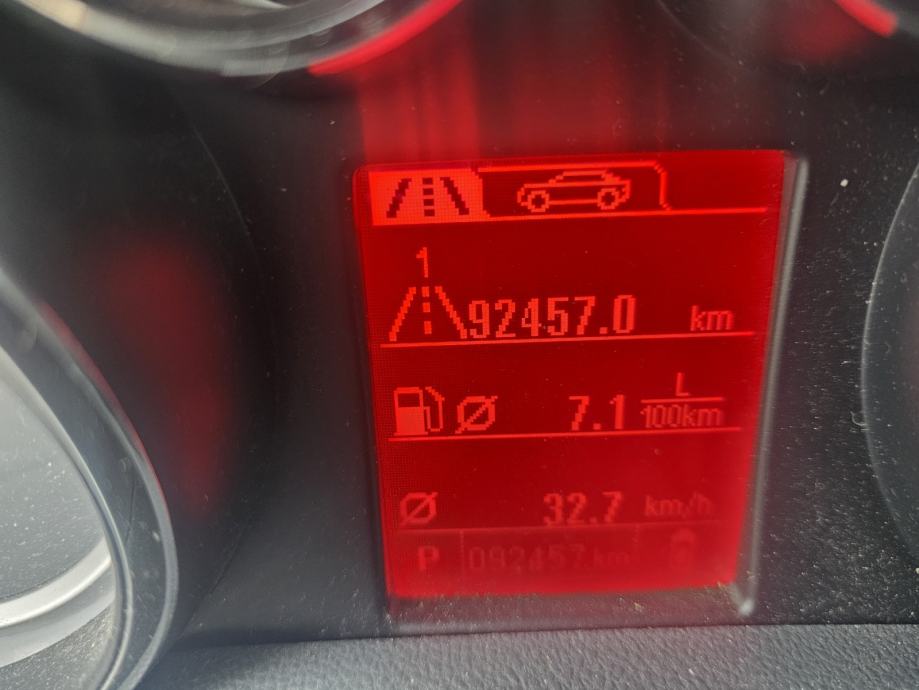 1
92457.0 km
7.1 L/100km
Ø 32.7 km/h
P 092457 km